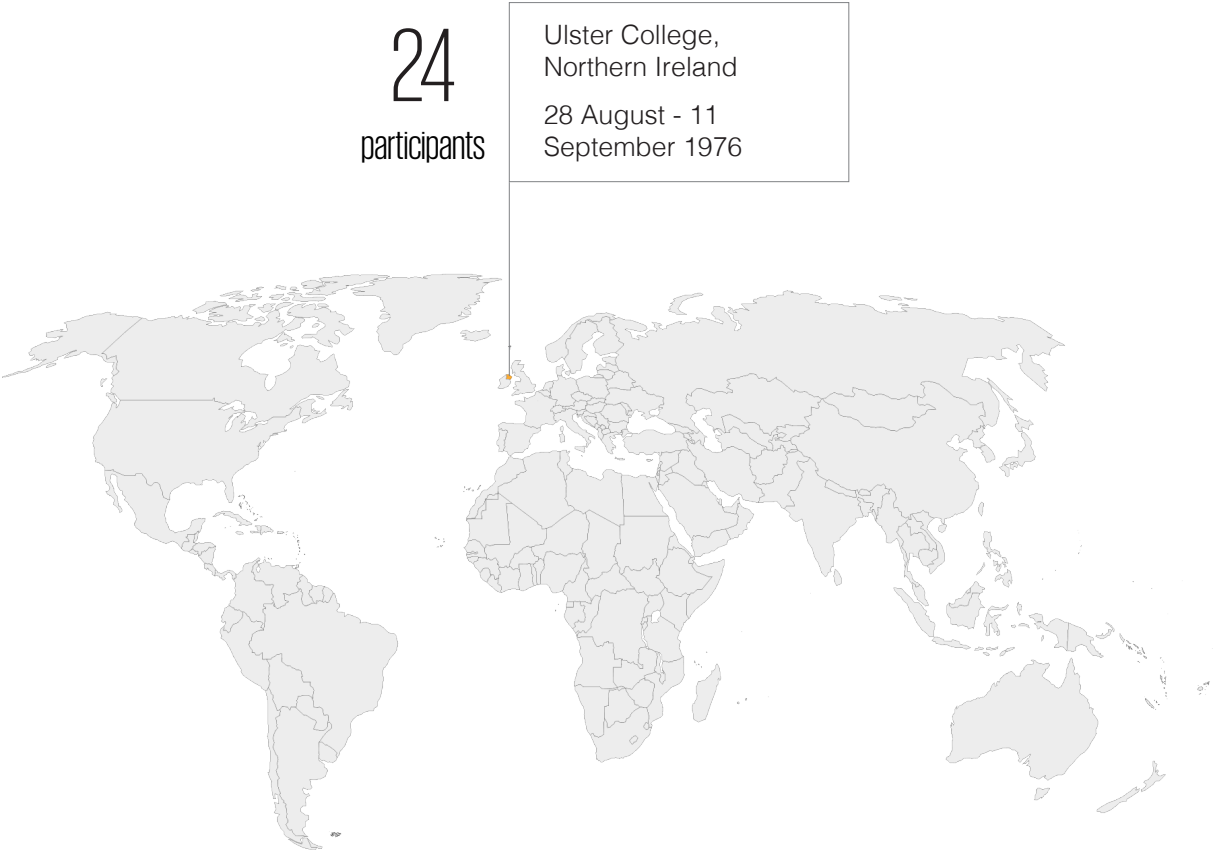 24
participants
Ulster College,
Northern Ireland
28 August - 11
September 1976